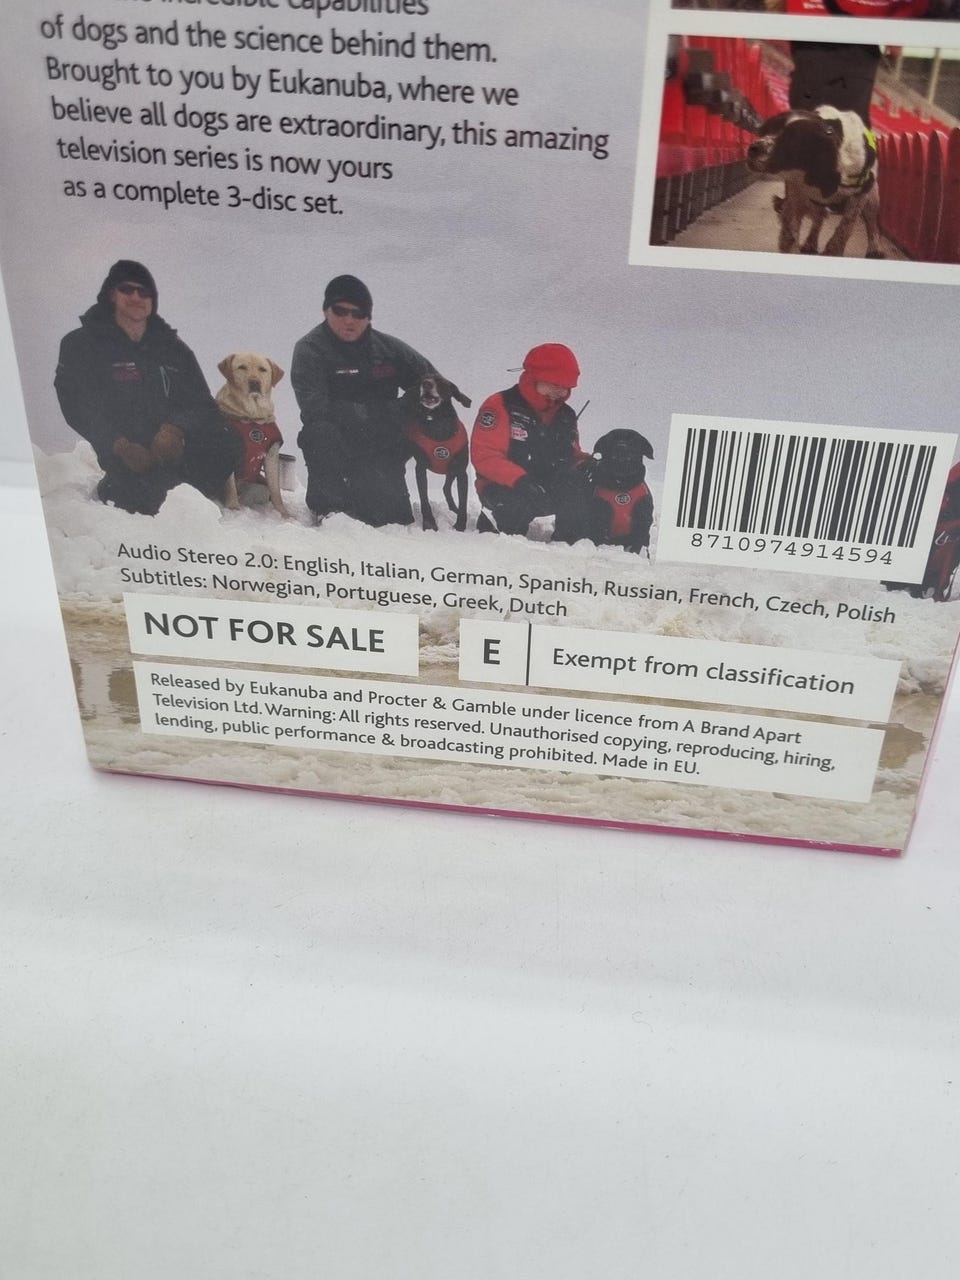 incredible capabilities
of dogs and the science behind them.
Brought to you by Eukanuba, where we
believe all dogs are extraordinary, this amazing
television series is now yours
as a complete 3-disc set.
8710974914594
Audio Stereo 2.0: English, Italian, German, Spanish, Russian, French, Czech, Polish
Subtitles: Norwegian, Portuguese, Greek, Dutch
NOT FOR SALE
E
Exempt from classification
Released by Eukanuba and Procter & Gamble under licence from A Brand Apart
Television Ltd. Warning: All rights reserved. Unauthorised copying, reproducing, hiring,
lending, public performance & broadcasting prohibited. Made in EU.